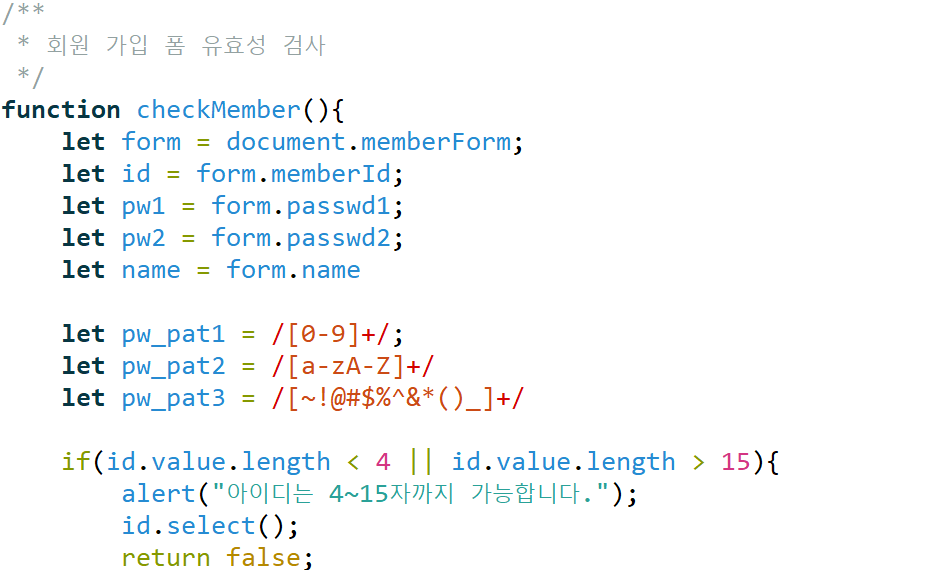 /**
 * 회원 가입 폼 유효성 검사
 */
function checkMember(){
    let form = document.memberForm;
    let id = form.memberId;
    let pw1 = form.passwd1;
    let pw2 = form.passwd2;
    let name = form.name

    let pw_pat1 = /[0-9]+/;
    let pw_pat2 = /[a-zA-Z]+/
    let pw_pat3 = /[~!@#$%^&*()_]+/

    if(id.value.length < 4 || id.value.length > 15){
        alert("아이디는 4~15자까지 가능합니다.");
        id.select();
        return false;